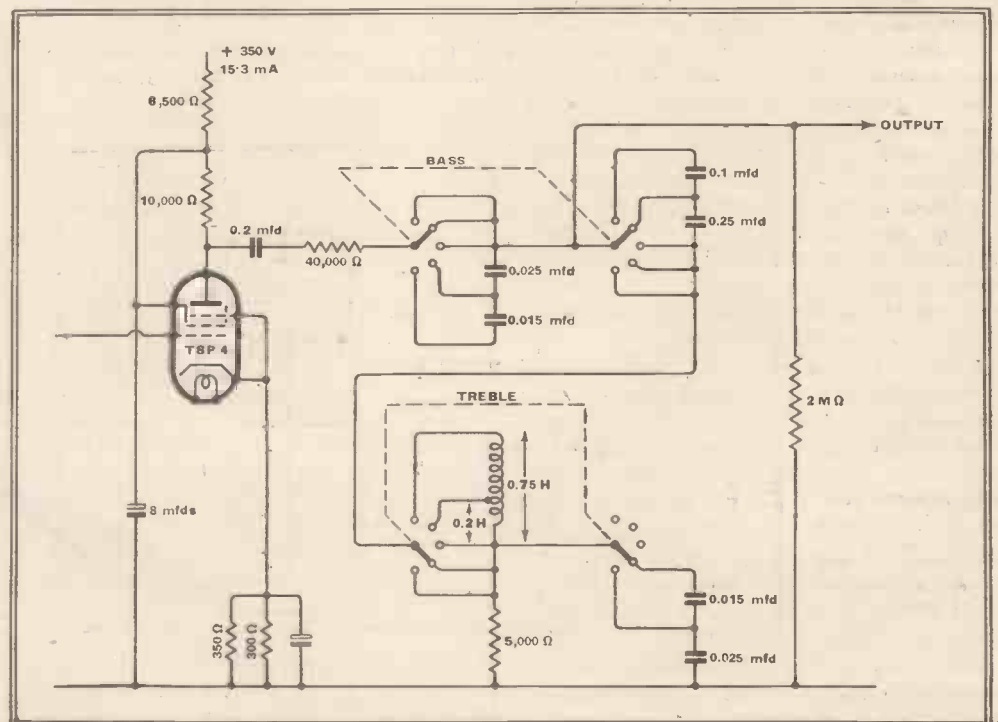 + 350 V
15·3 mA
6,500 Ω
10,000 Ω
0.2 mfd
40,000 Ω
BASS
0.1 mfd
0.25 mfd
OUTPUT
0.025 mfd
0.015 mfd
TSP 4
TREBLE
2 MΩ
0.75 H
0.2 H
8 mfds
0.015 mfd
350 Ω
300 Ω
5,000 Ω
0.025 mfd